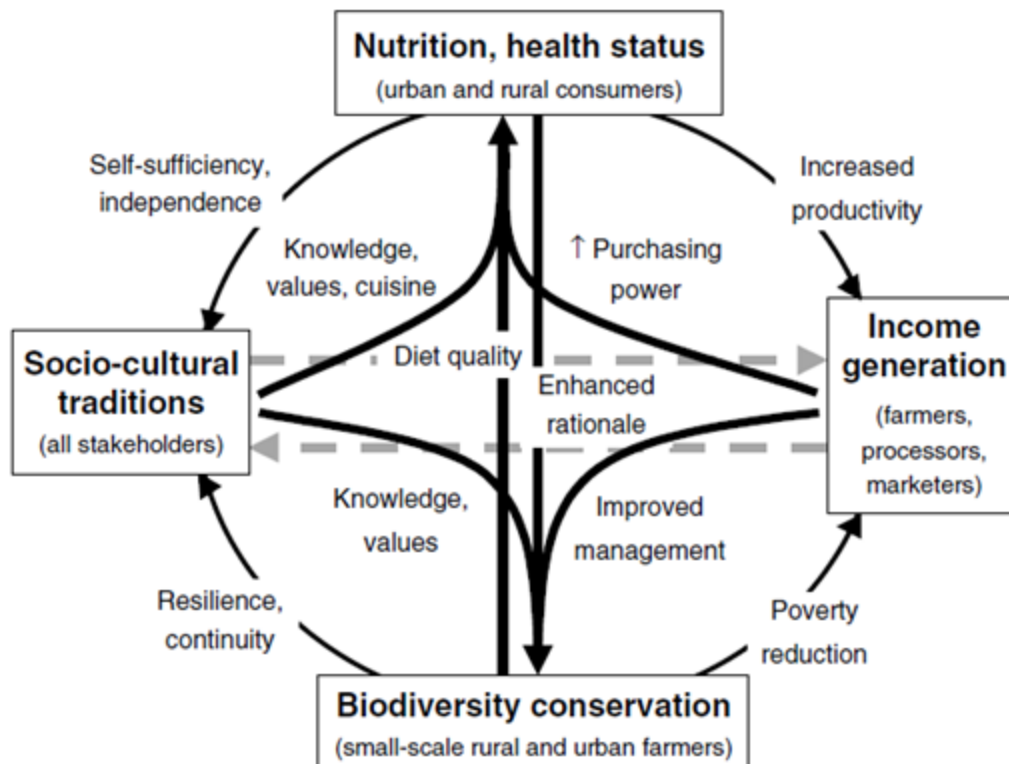 Nutrition, health status
(urban and rural consumers)
Self-sufficiency,
independence
Increased
productivity
Knowledge,
values, cuisine
↑ Purchasing
power
Socio-cultural
traditions
(all stakeholders)
Diet quality
Enhanced
rationale
Income
generation
(farmers,
processors,
marketers)
Knowledge,
values
Improved
management
Resilience,
continuity
Poverty
reduction
Biodiversity conservation
(small-scale rural and urban farmers)